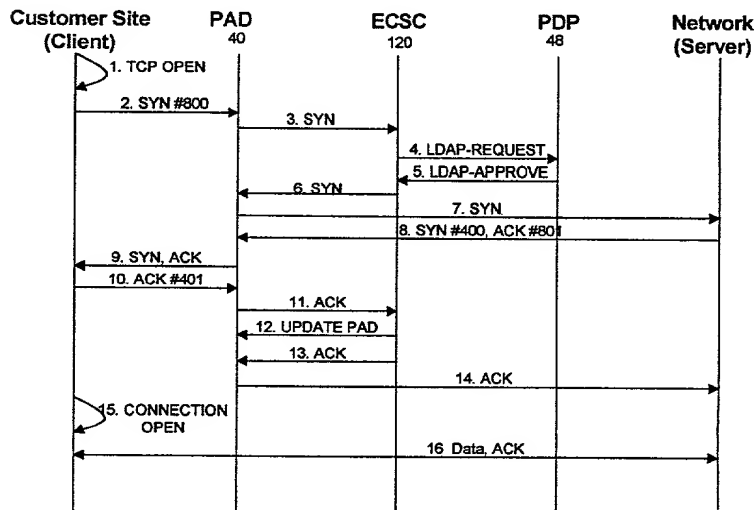 Customer Site
(Client)
PAD
40
ECSC
120
PDP
48
Network
(Server)
1. TCP OPEN
2. SYN #800
3. SYN
4. LDAP-REQUEST
5. LDAP-APPROVE
6. SYN
7. SYN
8. SYN #400, ACK #801
9. SYN, ACK
10. ACK #401
11. ACK
12. UPDATE PAD
13. ACK
14. ACK
15. CONNECTION
OPEN
16 Data, ACK